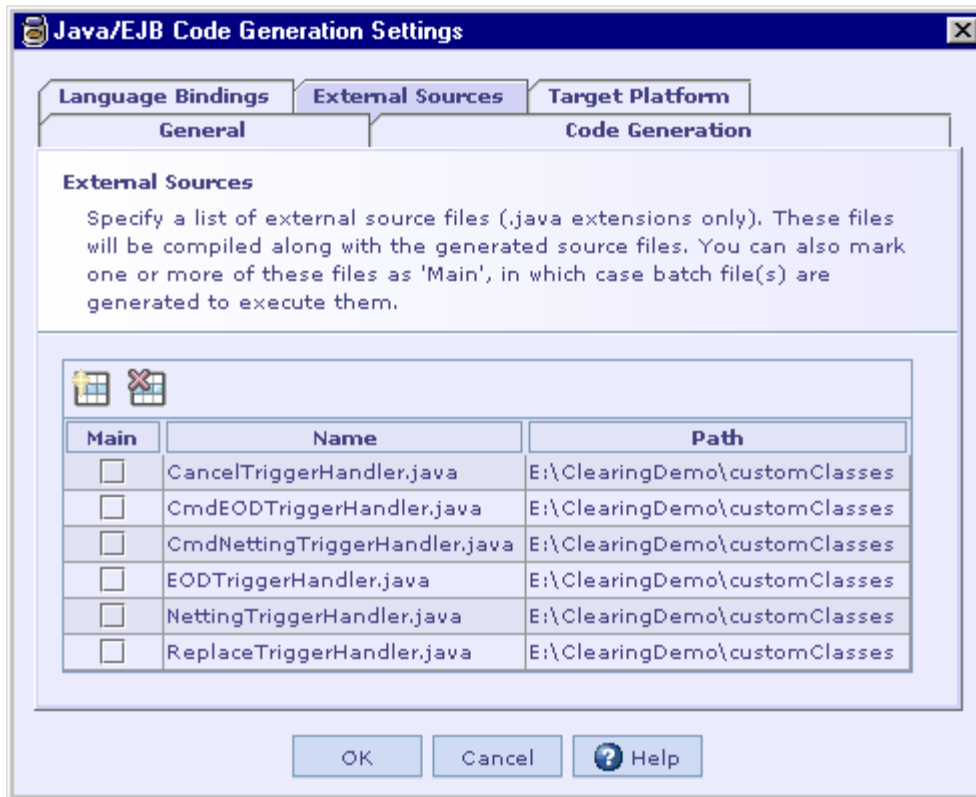 Java/EJB Code Generation Settings
Language Bindings External Sources Target Platform
General Code Generation
External Sources
Specify a list of external source files (.java extensions only). These files
will be compiled along with the generated source files. You can also mark
one or more of these files as 'Main', in which case batch file(s) are
generated to execute them.
Main Name Path
CancelTriggerHandler.java E:\ClearingDemo\customClasses
CmdEODTriggerHandler.java E:\ClearingDemo\customClasses
CmdNettingTriggerHandler.java E:\ClearingDemo\customClasses
EODTriggerHandler.java E:\ClearingDemo\customClasses
NettingTriggerHandler.java E:\ClearingDemo\customClasses
ReplaceTriggerHandler.java E:\ClearingDemo\customClasses
OK Cancel ? Help